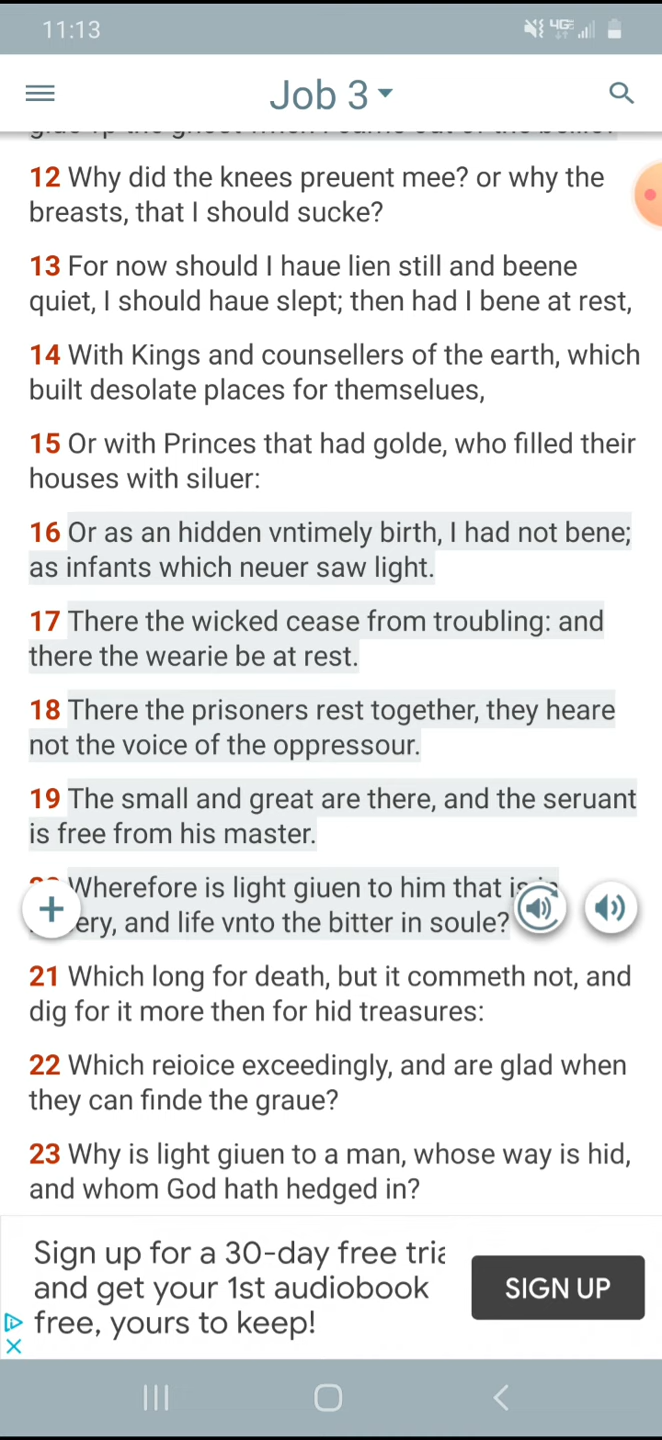 11:13
4GE
Job 3
12 Why did the knees preuent mee? or why the
breasts, that I should sucke?
13 For now should I haue lien still and beene
quiet, I should haue slept; then had I bene at rest,
14 With Kings and counsellers of the earth, which
built desolate places for themselues,
15 Or with Princes that had golde, who filled their
houses with siluer:
16 Or as an hidden vntimely birth, I had not bene;
as infants which neuer saw light.
17 There the wicked cease from troubling: and
there the wearie be at rest.
18 There the prisoners rest together, they heare
not the voice of the oppressour.
19 The small and great are there, and the seruant
is free from his master.
Wherefore is light giuen to him that is
ery, and life vnto the bitter in soule?
21 Which long for death, but it commeth not, and
dig for it more then for hid treasures:
22 Which reioice exceedingly, and are glad when
they can finde the graue?
23 Why is light giuen to a man, whose way is hid,
and whom God hath hedged in?
Sign up for a 30-day free tria
and get your 1st audiobook
free, yours to keep!
SIGN UP